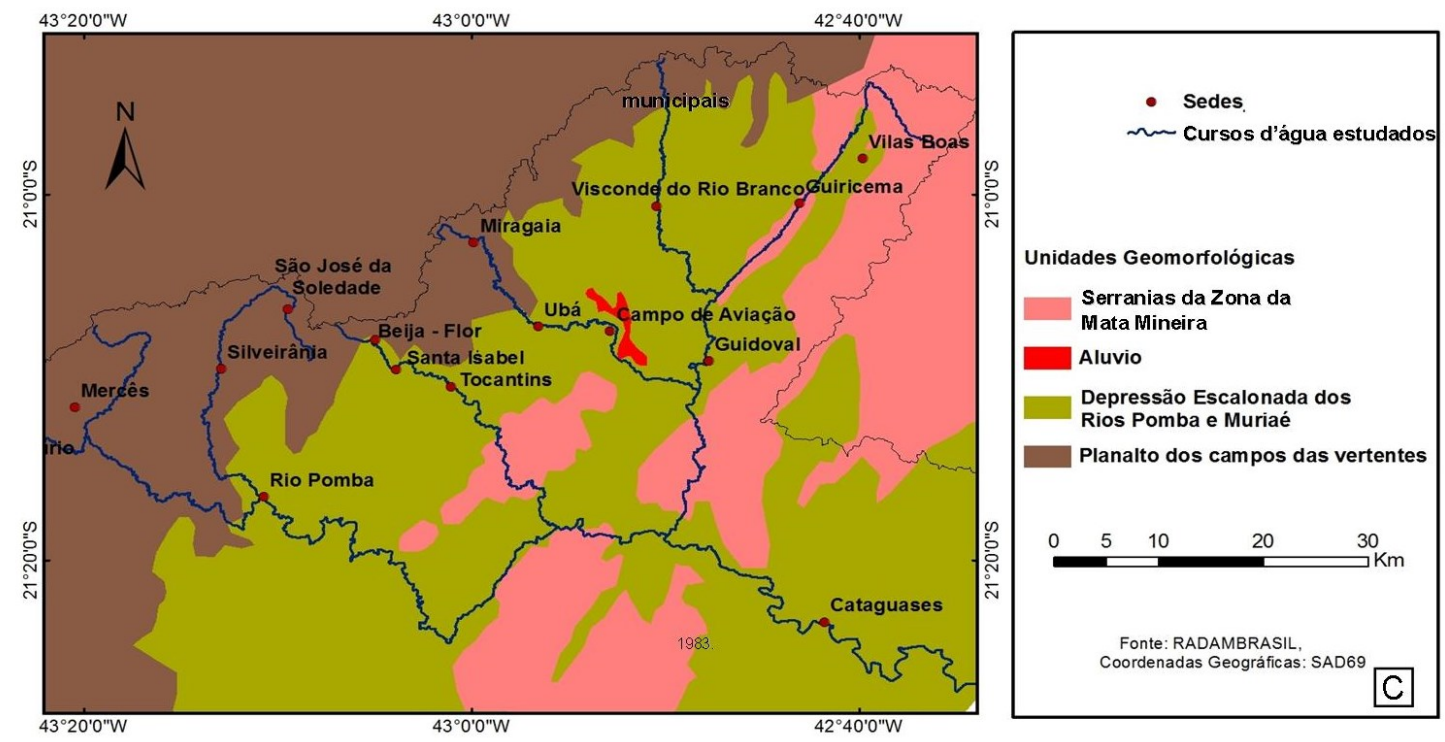 43°20'0"W
43°0'0"W
42°40'0"W
N
municipais
Vilas Boas
21°0'0"S
21°0'0"S
Visconde do Rio Branco
Guiricema
Miragaia
São José da
Soledade
Ubá
Campo de Aviação
Beija - Flor
Silveirânia
Santa Isabel
Guidoval
Tocantins
Mercês
írio
Rio Pomba
21°20'0"S
21°20'0"S
Cataguases
1983.
43°20'0"W
43°0'0"W
42°40'0"W
Sedes
Cursos d'água estudados
Unidades Geomorfológicas
Serranias da Zona da
Mata Mineira
Aluvio
Depressão Escalonada dos
Rios Pomba e Muriaé
Planalto dos campos das vertentes
0 5 10 20 30
Km
Fonte: RADAMBRASIL,
Coordenadas Geográficas: SAD69
C